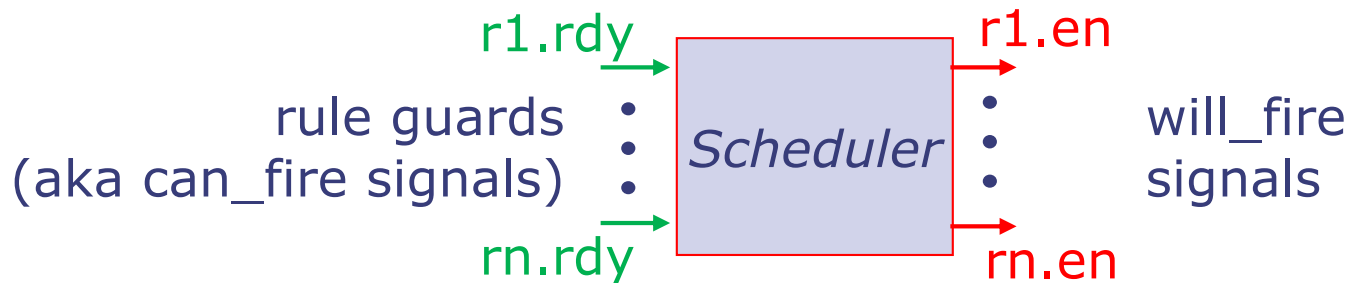 r1.rdy
r1.en
rule guards
(aka can_fire signals)
Scheduler
will_fire
signals
rn.rdy
rn.en